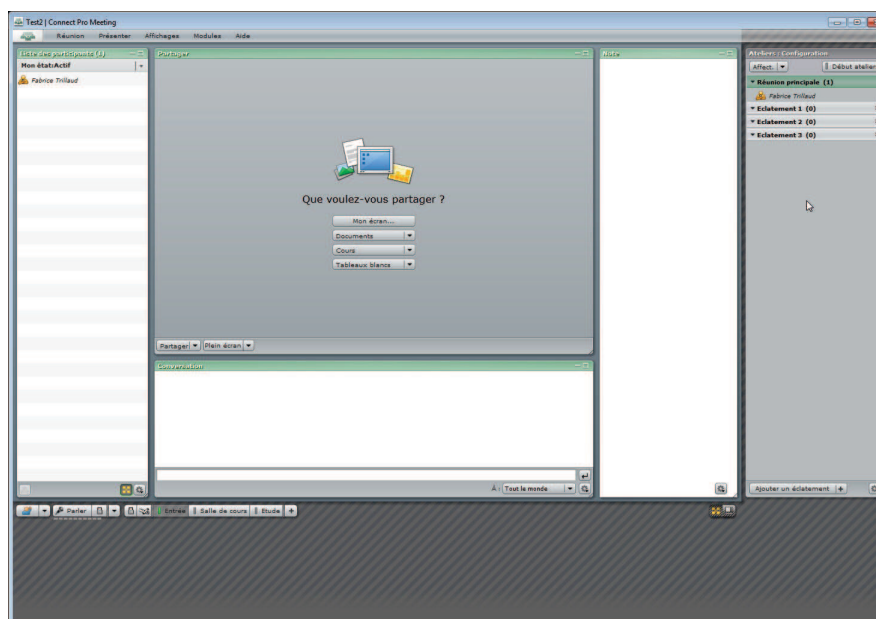 Test2 | Connect Pro Meeting
Réunion Présenter Affichages Modules Aide
Liste des participants (1)
Mon état:Actif
Fabrice Trillaud
Partager
Que voulez-vous partager ?
Mon écran...
Documents
Cours
Tableaux blancs
Partager Plein écran
Conversation
À : Tout le monde
Note
Ateliers : Configuration
Affect. Début atelier
Réunion principale (1)
Fabrice Trillaud
Eclatement 1 (0)
Eclatement 2 (0)
Eclatement 3 (0)
Ajouter un éclatement +
Parler Entrée Salle de cours Etude +